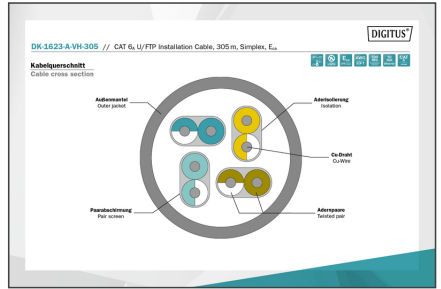 DIGITUS®
DK-1623-A-VH-305 // CAT 6A U/FTP Installation Cable, 305 m, Simplex, Eca
Kabelquerschnitt
Cable cross section
Außenmantel
Outer jacket
Aderisolierung
Isolation
Cu-Draht
Cu-Wire
Paarabschirmung
Pair screen
Adernpaare
Twisted pair